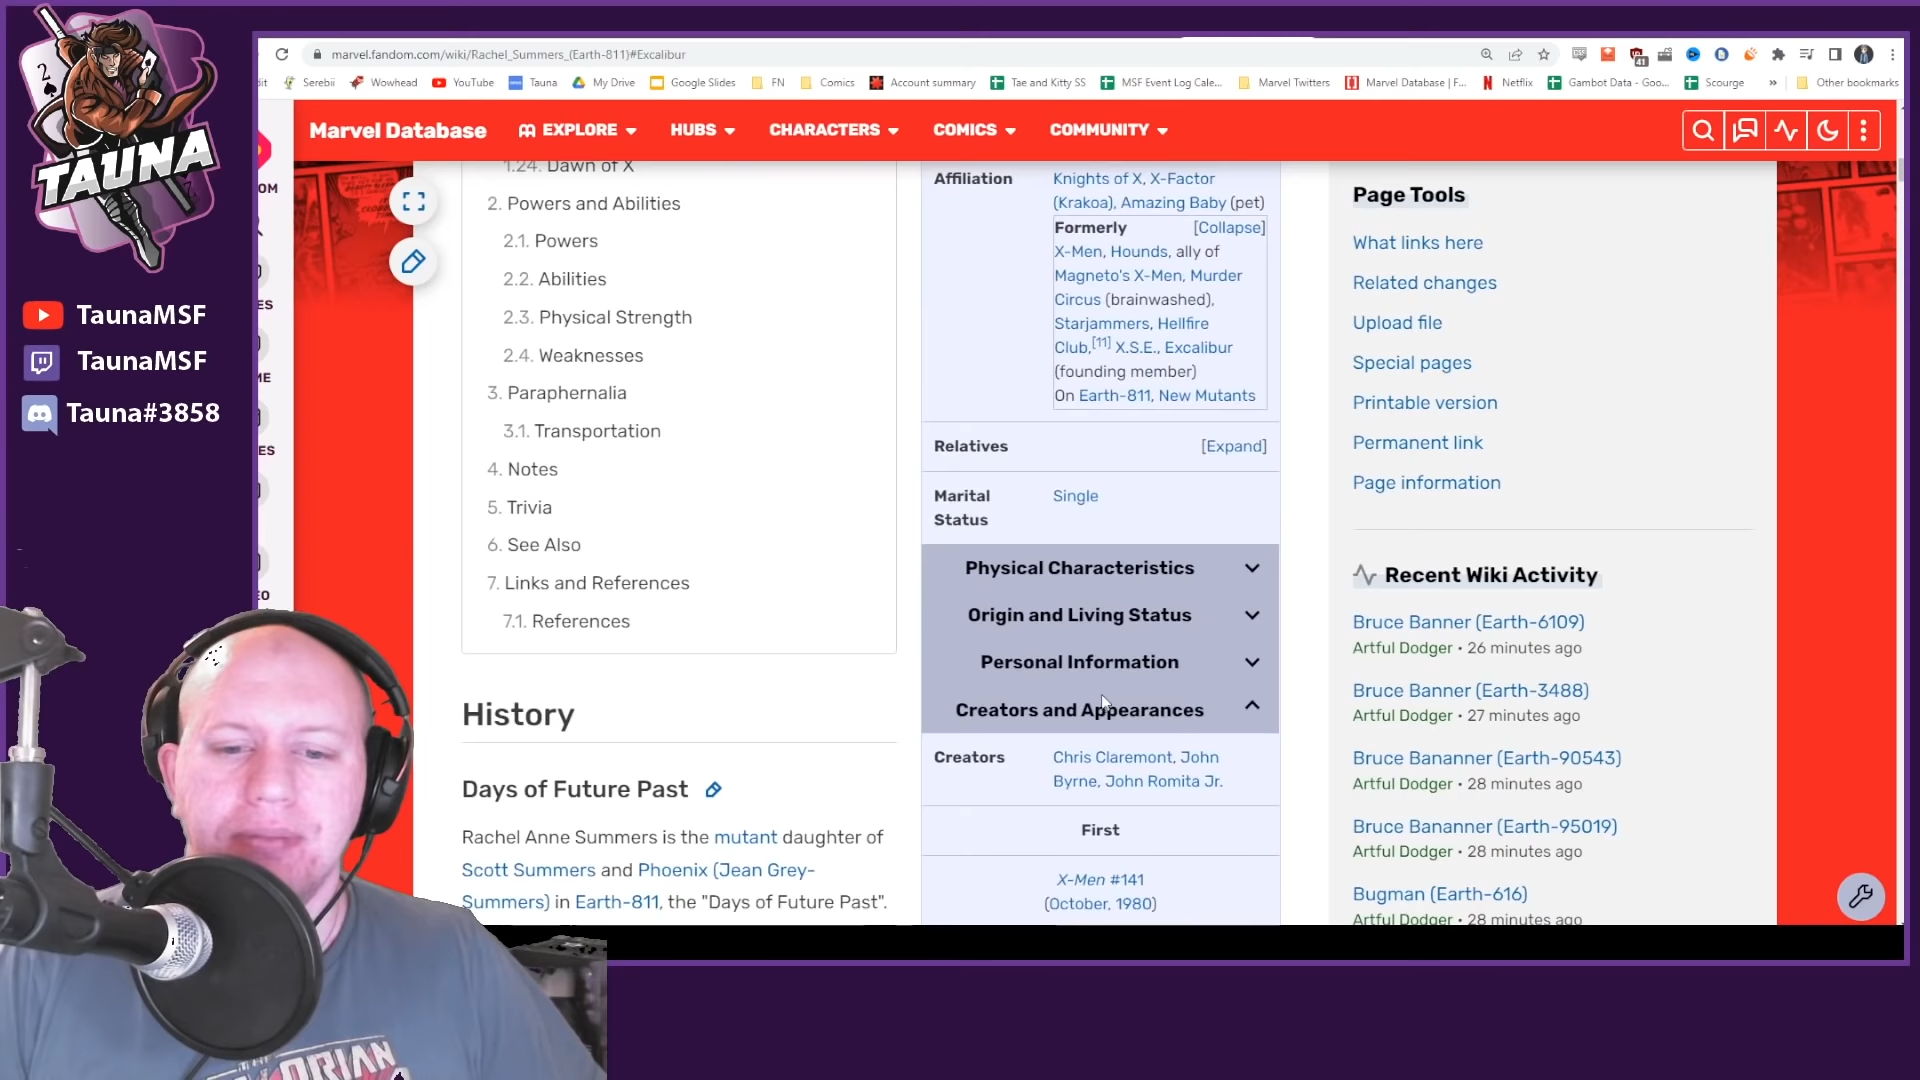 2
TAUNA
TaunaMSF
TaunaMSF
Tauna#3858
marvel.fandom.com/wiki/Rachel_Summers_(Earth-811)#Excalibur
41
dit Serebii Wowhead YouTube Tauna My Drive Google Slides FN Comics Account summary Tae and Kitty SS MSF Event Log Cale... Marvel Twitters Marvel Database | F... Netflix Gambot Data - Goo... Scourge » Other bookmarks
Marvel Database EXPLORE HUBS CHARACTERS COMICS COMMUNITY
OM
ES
ME
ES
EO
1.24. Dawn of X
2. Powers and Abilities
2.1. Powers
2.2. Abilities
2.3. Physical Strength
2.4. Weaknesses
3. Paraphernalia
3.1. Transportation
4. Notes
5. Trivia
6. See Also
7. Links and References
7.1. References
History
Days of Future Past
Rachel Anne Summers is the mutant daughter of
Scott Summers and Phoenix (Jean Grey-
Summers) in Earth-811, the "Days of Future Past".
Affiliation
Knights of X, X-Factor
(Krakoa), Amazing Baby (pet)
Formerly [Collapse]
X-Men, Hounds, ally of
Magneto's X-Men, Murder
Circus (brainwashed),
Starjammers, Hellfire
Club,[11] X.S.E., Excalibur
(founding member)
On Earth-811, New Mutants
Relatives [Expand]
Marital
Status
Single
Physical Characteristics
Origin and Living Status
Personal Information
Creators and Appearances
Creators
Chris Claremont, John
Byrne, John Romita Jr.
First
X-Men #141
(October, 1980)
Page Tools
What links here
Related changes
Upload file
Special pages
Printable version
Permanent link
Page information
Recent Wiki Activity
Bruce Banner (Earth-6109)
Artful Dodger • 26 minutes ago
Bruce Banner (Earth-3488)
Artful Dodger • 27 minutes ago
Bruce Bananner (Earth-90543)
Artful Dodger • 28 minutes ago
Bruce Bananner (Earth-95019)
Artful Dodger • 28 minutes ago
Bugman (Earth-616)
Artful Dodger • 28 minutes ago